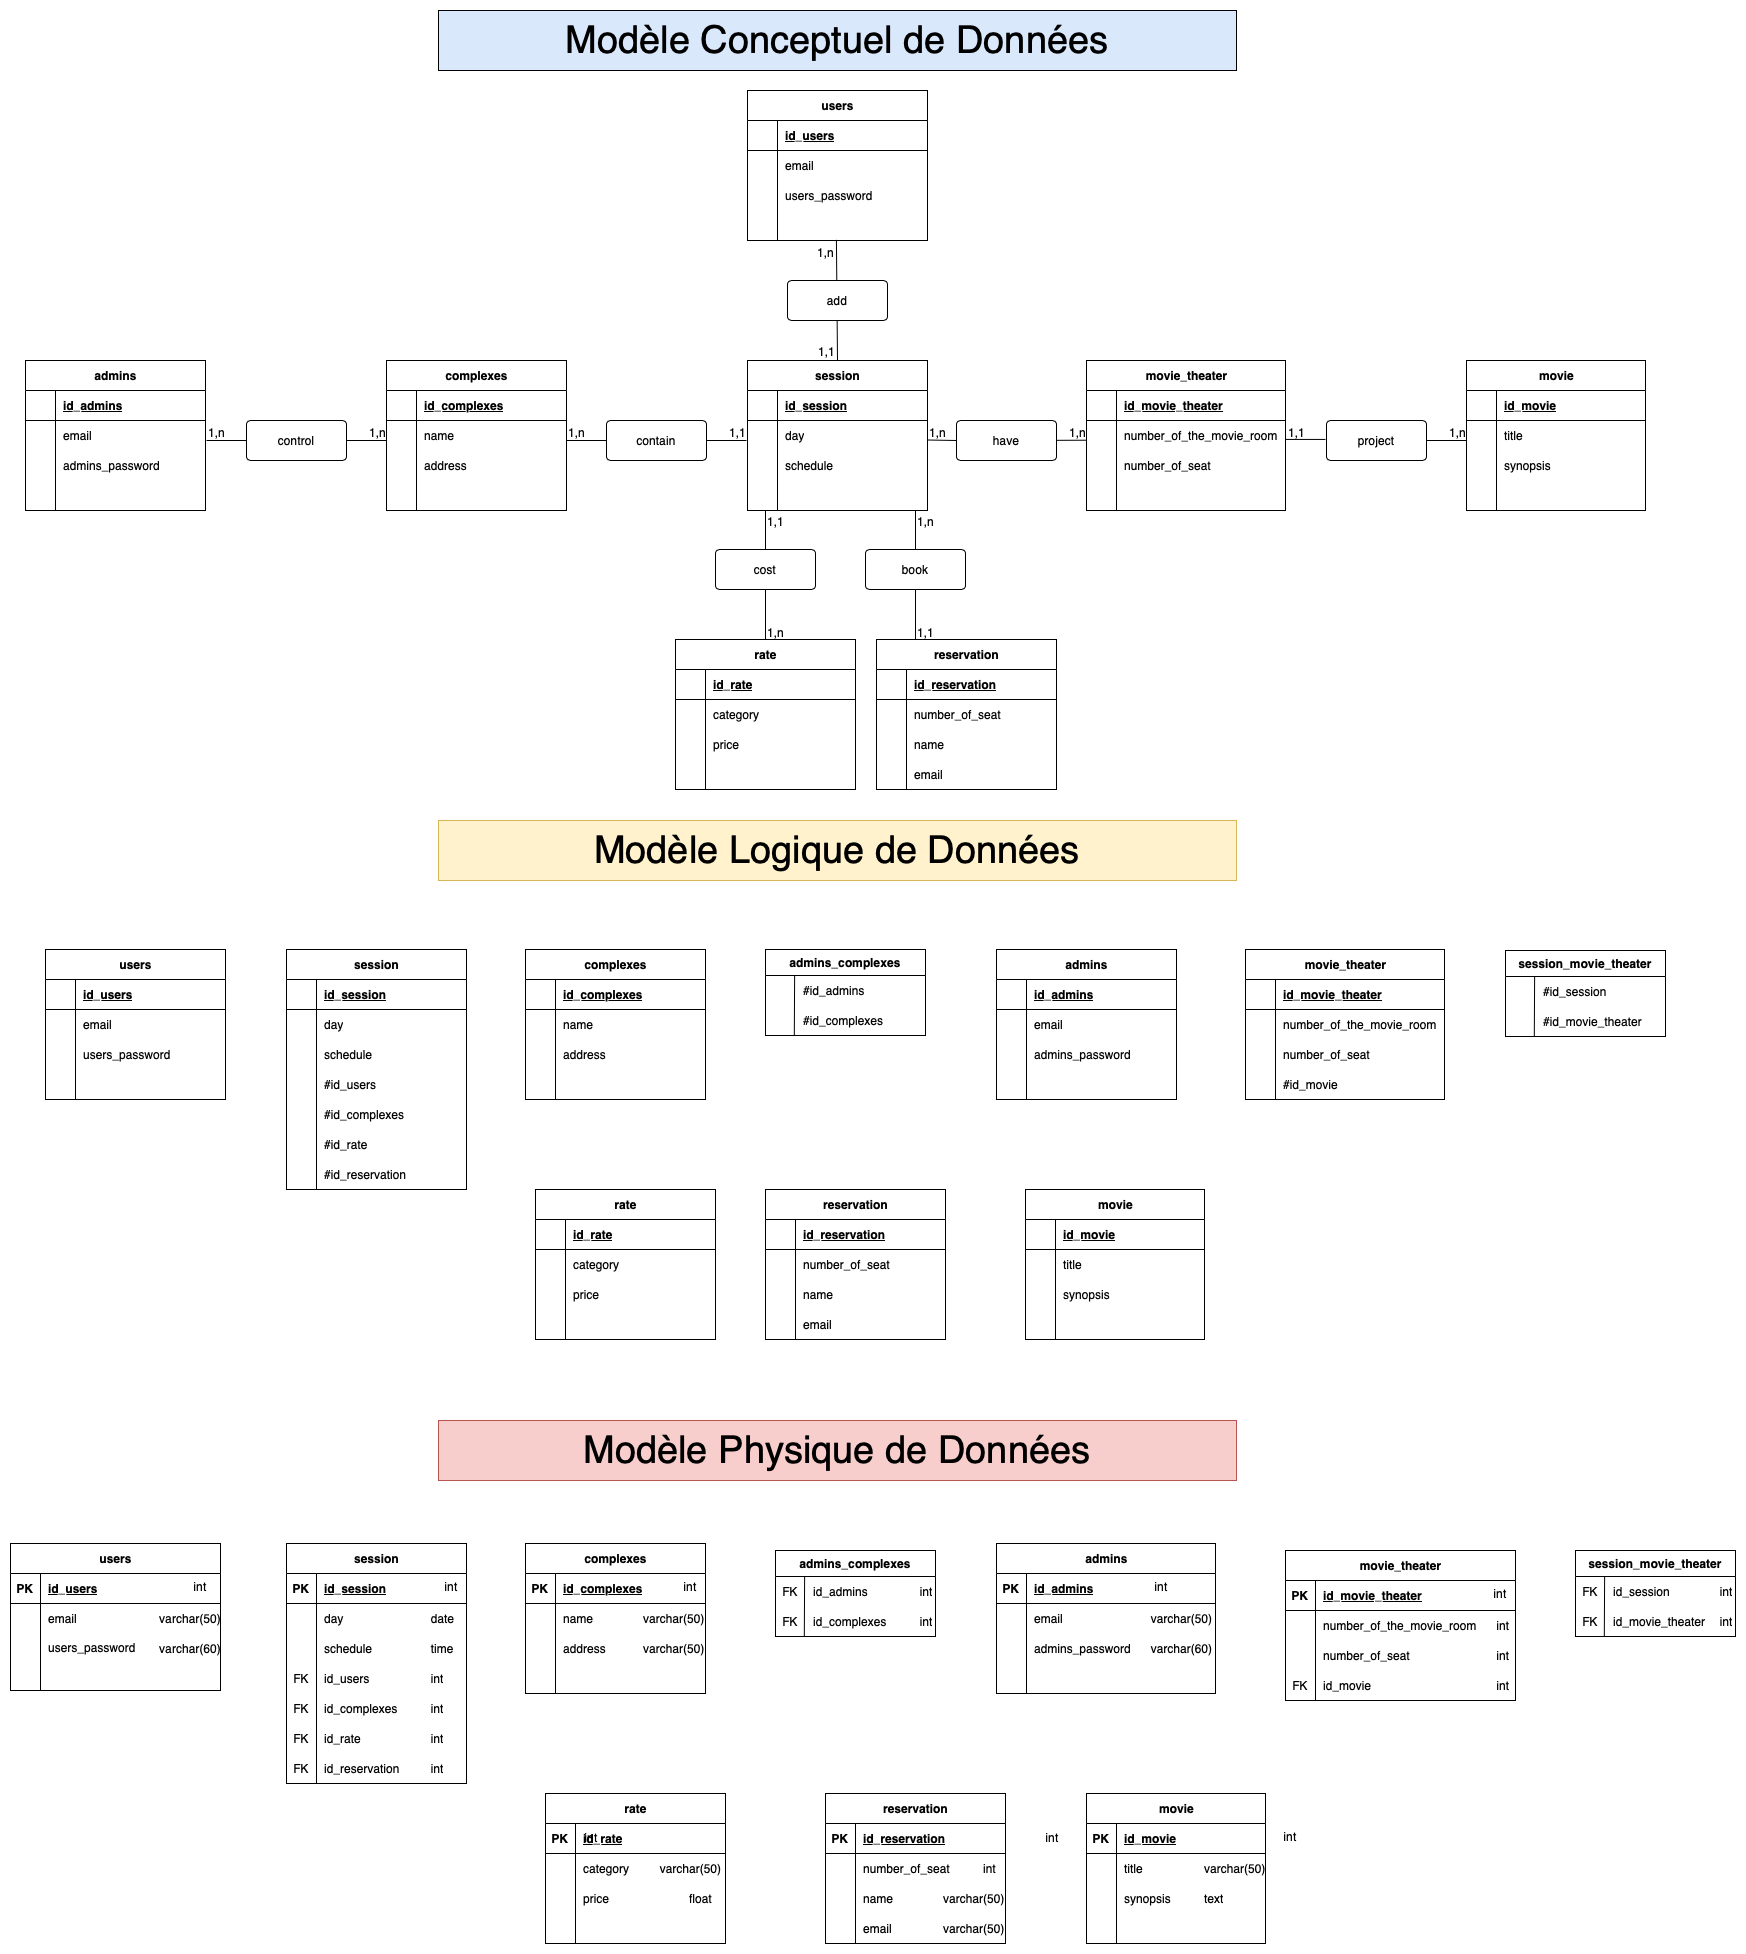 Modèle Conceptuel de Données
users
id_users
email
users_password
1,n
add
1,1
admins
id_admins
email
admins_password
1,n
control
1,n
complexes
id_complexes
name
address
1,n
contain
1,1
session
id_session
day
schedule
1,n
have
1,n
movie_theater
id_movie_theater
number_of_the_movie_room
number_of_seat
1,1
project
1,n
movie
id_movie
title
synopsis
1,1
cost
1,n
1,n
book
1,1
rate
id_rate
category
price
reservation
id_reservation
number_of_seat
name
email
Modèle Logique de Données
users
id_users
email
users_password
session
id_session
day
schedule
#id_users
#id_complexes
#id_rate
#id_reservation
complexes
id_complexes
name
address
admins_complexes
#id_admins
#id_complexes
admins
id_admins
email
admins_password
movie_theater
id_movie_theater
number_of_the_movie_room
number_of_seat
#id_movie
session_movie_theater
#id_session
#id_movie_theater
rate
id_rate
category
price
reservation
id_reservation
number_of_seat
name
email
movie
id_movie
title
synopsis
Modèle Physique de Données
users
PK id_users int
email varchar(50)
users_password varchar(60)
session
PK id_session int
day date
schedule time
FK id_users int
FK id_complexes int
FK id_rate int
FK id_reservation int
complexes
PK id_complexes int
name varchar(50)
address varchar(50)
admins_complexes
FK id_admins int
FK id_complexes int
admins
PK id_admins int
email varchar(50)
admins_password varchar(60)
movie_theater
PK id_movie_theater int
number_of_the_movie_room int
number_of_seat int
FK id_movie int
session_movie_theater
FK id_session int
FK id_movie_theater int
rate
PK id_rate int
category varchar(50)
price float
reservation
PK id_reservation int
number_of_seat int
name varchar(50)
email varchar(50)
movie
PK id_movie int
title varchar(50)
synopsis text